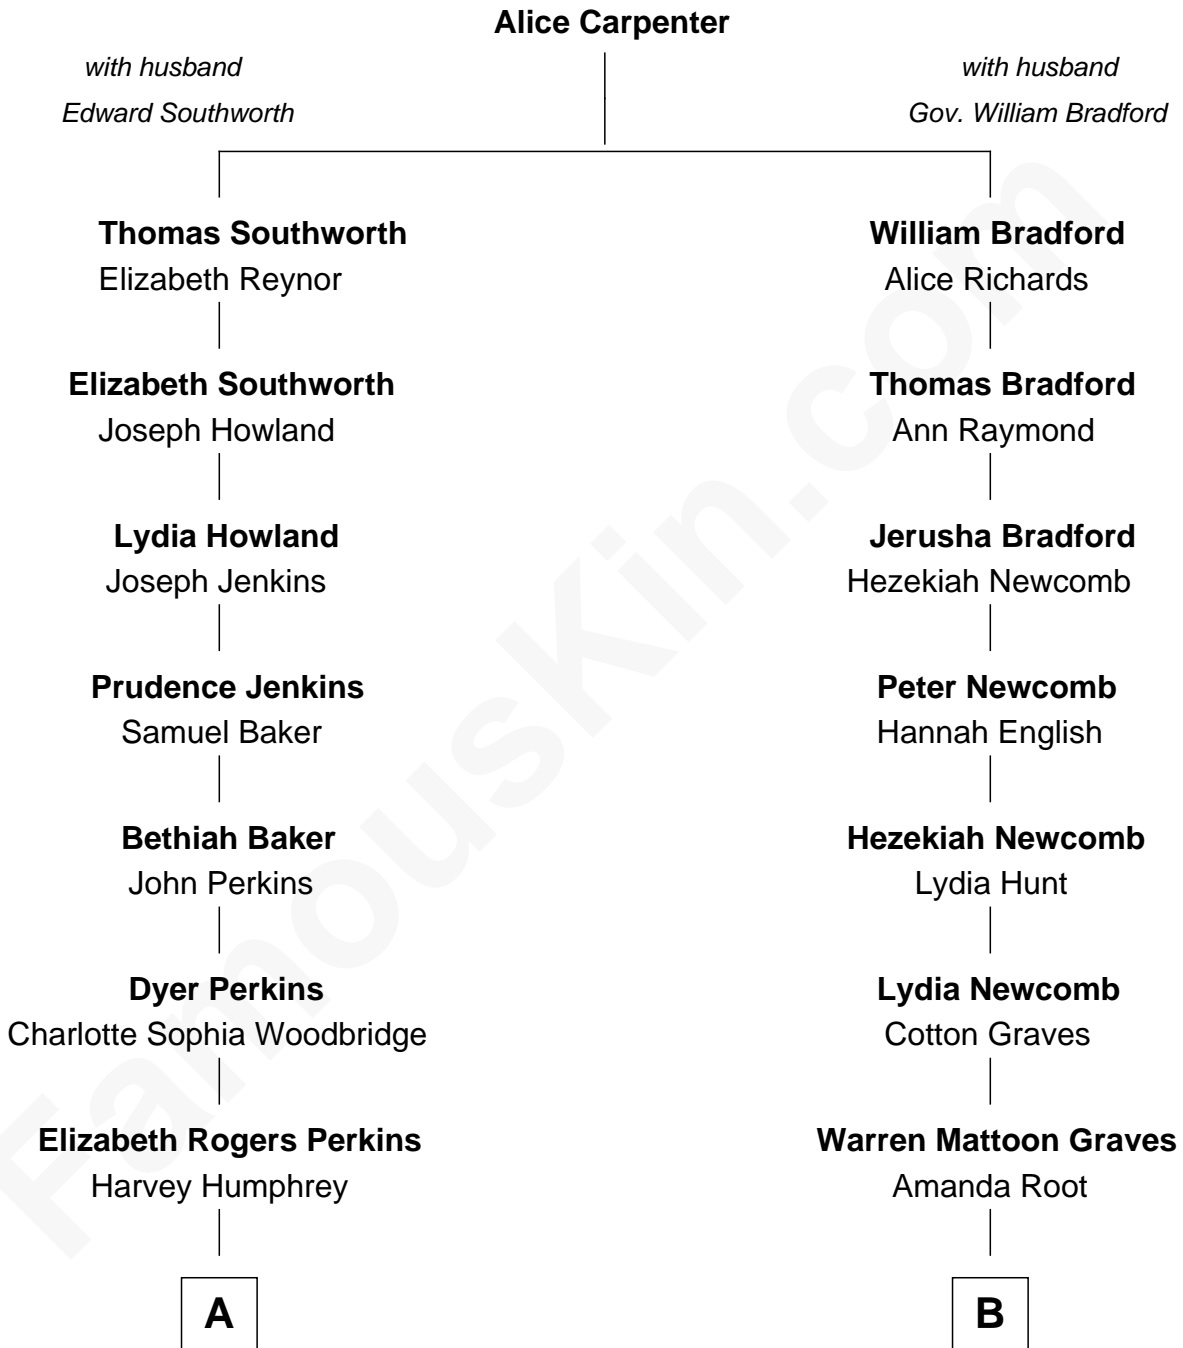 Alice Carpenter
with husband
Edward Southworth
with husband
Gov. William Bradford
Thomas Southworth
Elizabeth Reynor
William Bradford
Alice Richards
Elizabeth Southworth
Joseph Howland
Thomas Bradford
Ann Raymond
Lydia Howland
Joseph Jenkins
Jerusha Bradford
Hezekiah Newcomb
Prudence Jenkins
Samuel Baker
Peter Newcomb
Hannah English
Bethiah Baker
John Perkins
Hezekiah Newcomb
Lydia Hunt
Dyer Perkins
Charlotte Sophia Woodbridge
Lydia Newcomb
Cotton Graves
Elizabeth Rogers Perkins
Harvey Humphrey
Warren Mattoon Graves
Amanda Root
A
B
FamousKin.com